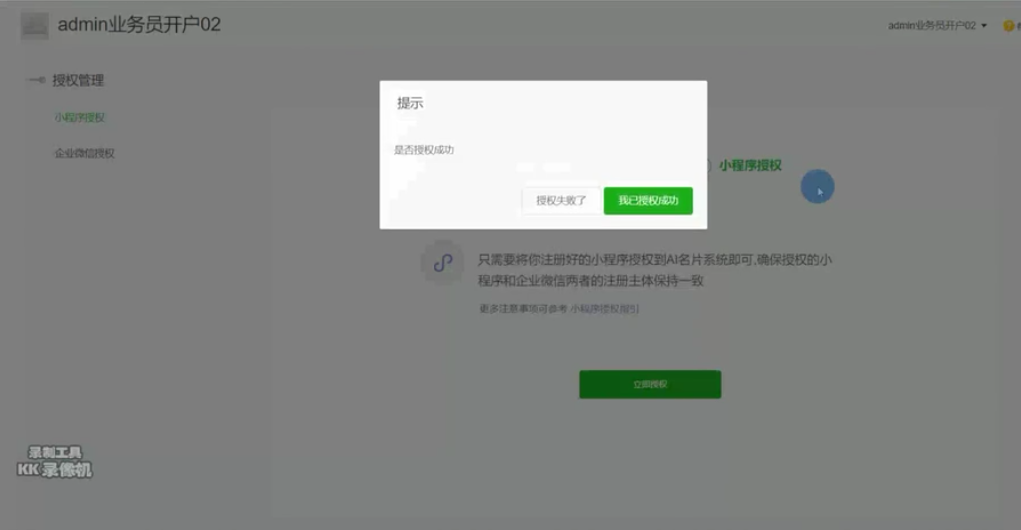 admin业务员开户02
admin业务员开户02
授权管理
小程序授权
企业微信授权
提示
是否授权成功
授权失败了
我已授权成功
小程序授权
只需要将你注册好的小程序授权到AI名片系统即可,确保授权的小
程序和企业微信两者的注册主体保持一致
更多注意事项可参考 小程序授权指引
立即授权
录制工具
KK 录像机